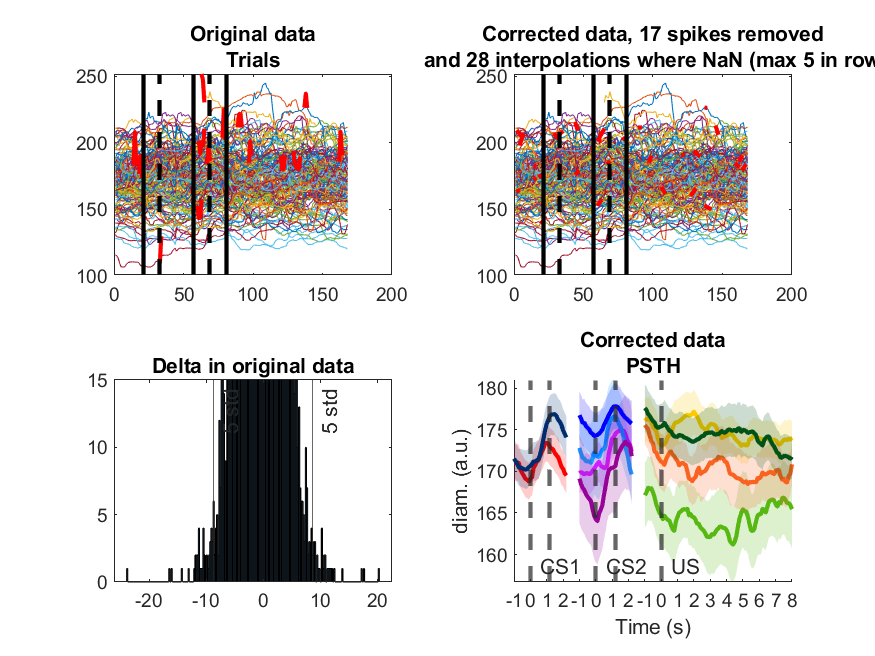 Original data
Trials
250
200
150
100
0 50 100 150 200
Corrected data, 17 spikes removed
and 28 interpolations where NaN (max 5 in row
250
200
150
100
0 50 100 150 200
Delta in original data
15
10
5
0
5 std
5 std
-20 -10 0 10 20
Corrected data
PSTH
180
175
170
165
160
diam. (a.u.)
CS1 CS2 US
-1 0 1 2 -1 0 1 2 -1 0 1 2 3 4 5 6 7 8
Time (s)